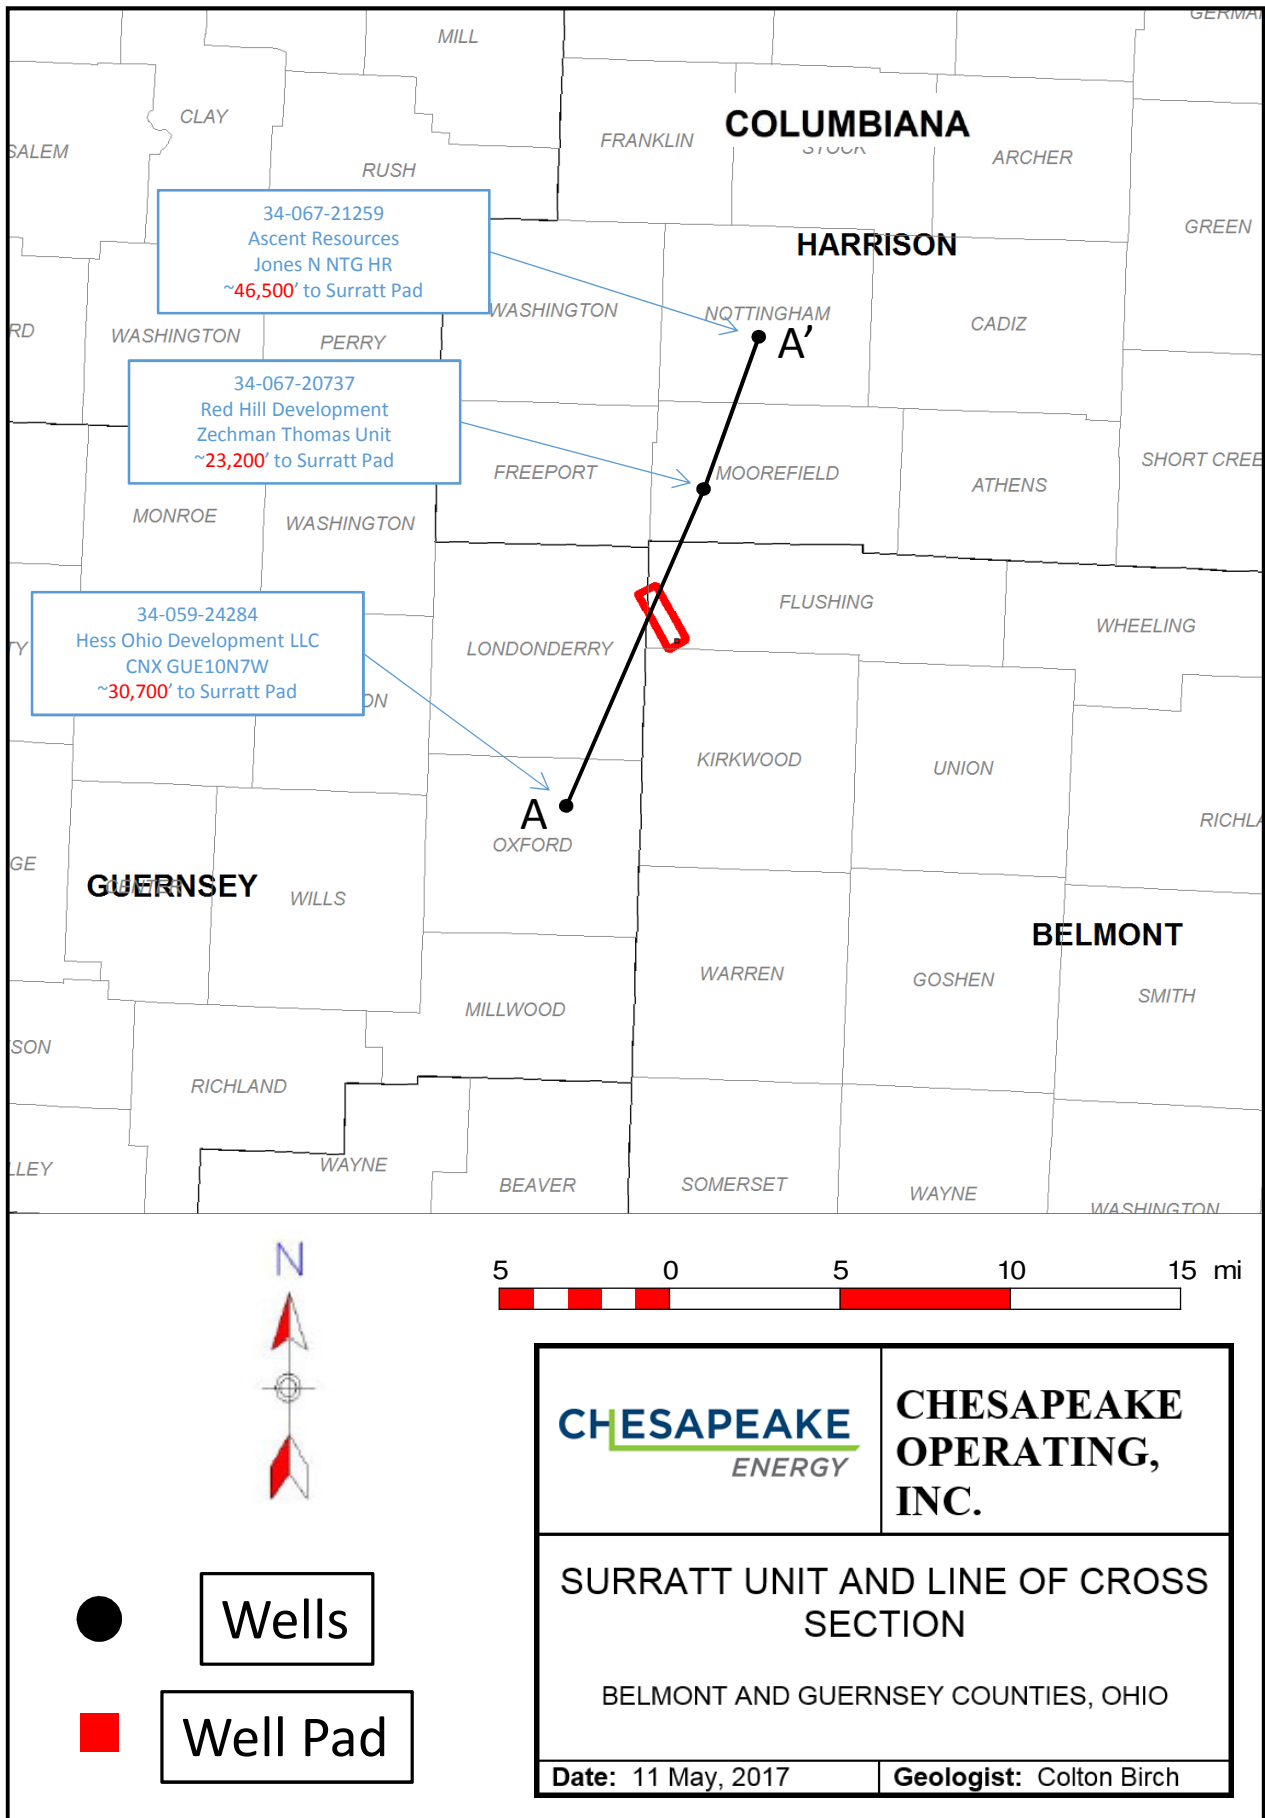 GERMA
MILL
CLAY
COLUMBIANA
FRANKLIN
STOCK
ARCHER
SALEM
RUSH
34-067-21259
Ascent Resources
Jones N NTG HR
~46,500' to Surratt Pad
GREEN
HARRISON
WASHINGTON
NOTTINGHAM
CADIZ
RD
WASHINGTON
PERRY
A'
34-067-20737
Red Hill Development
Zechman Thomas Unit
~23,200' to Surratt Pad
FREEPORT
MOOREFIELD
ATHENS
SHORT CREE
MONROE
WASHINGTON
34-059-24284
Hess Ohio Development LLC
CNX GUE10N7W
~30,700' to Surratt Pad
FLUSHING
WHEELING
TY
LONDONDERRY
ON
KIRKWOOD
UNION
A
OXFORD
RICHLA
GE
GUERNSEY
CENTER
WILLS
BELMONT
WARREN
GOSHEN
SMITH
MILLWOOD
SON
RICHLAND
LLEY
WAYNE
BEAVER
SOMERSET
WAYNE
WASHINGTON
N
5 0 5 10 15 mi
CHESAPEAKE
ENERGY
CHESAPEAKE
OPERATING,
INC.
SURRATT UNIT AND LINE OF CROSS
SECTION
BELMONT AND GUERNSEY COUNTIES, OHIO
Date: 11 May, 2017
Geologist: Colton Birch
Wells
Well Pad